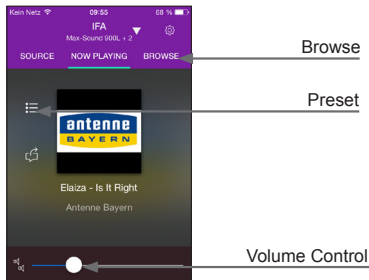 Kein Netz 09:55 68 %
IFA
Max-Sound 900L + 2
SOURCE NOW PLAYING BROWSE
Browse
Preset
antenne
BAYERN
Elaiza - Is It Right
Antenne Bayern
Volume Control